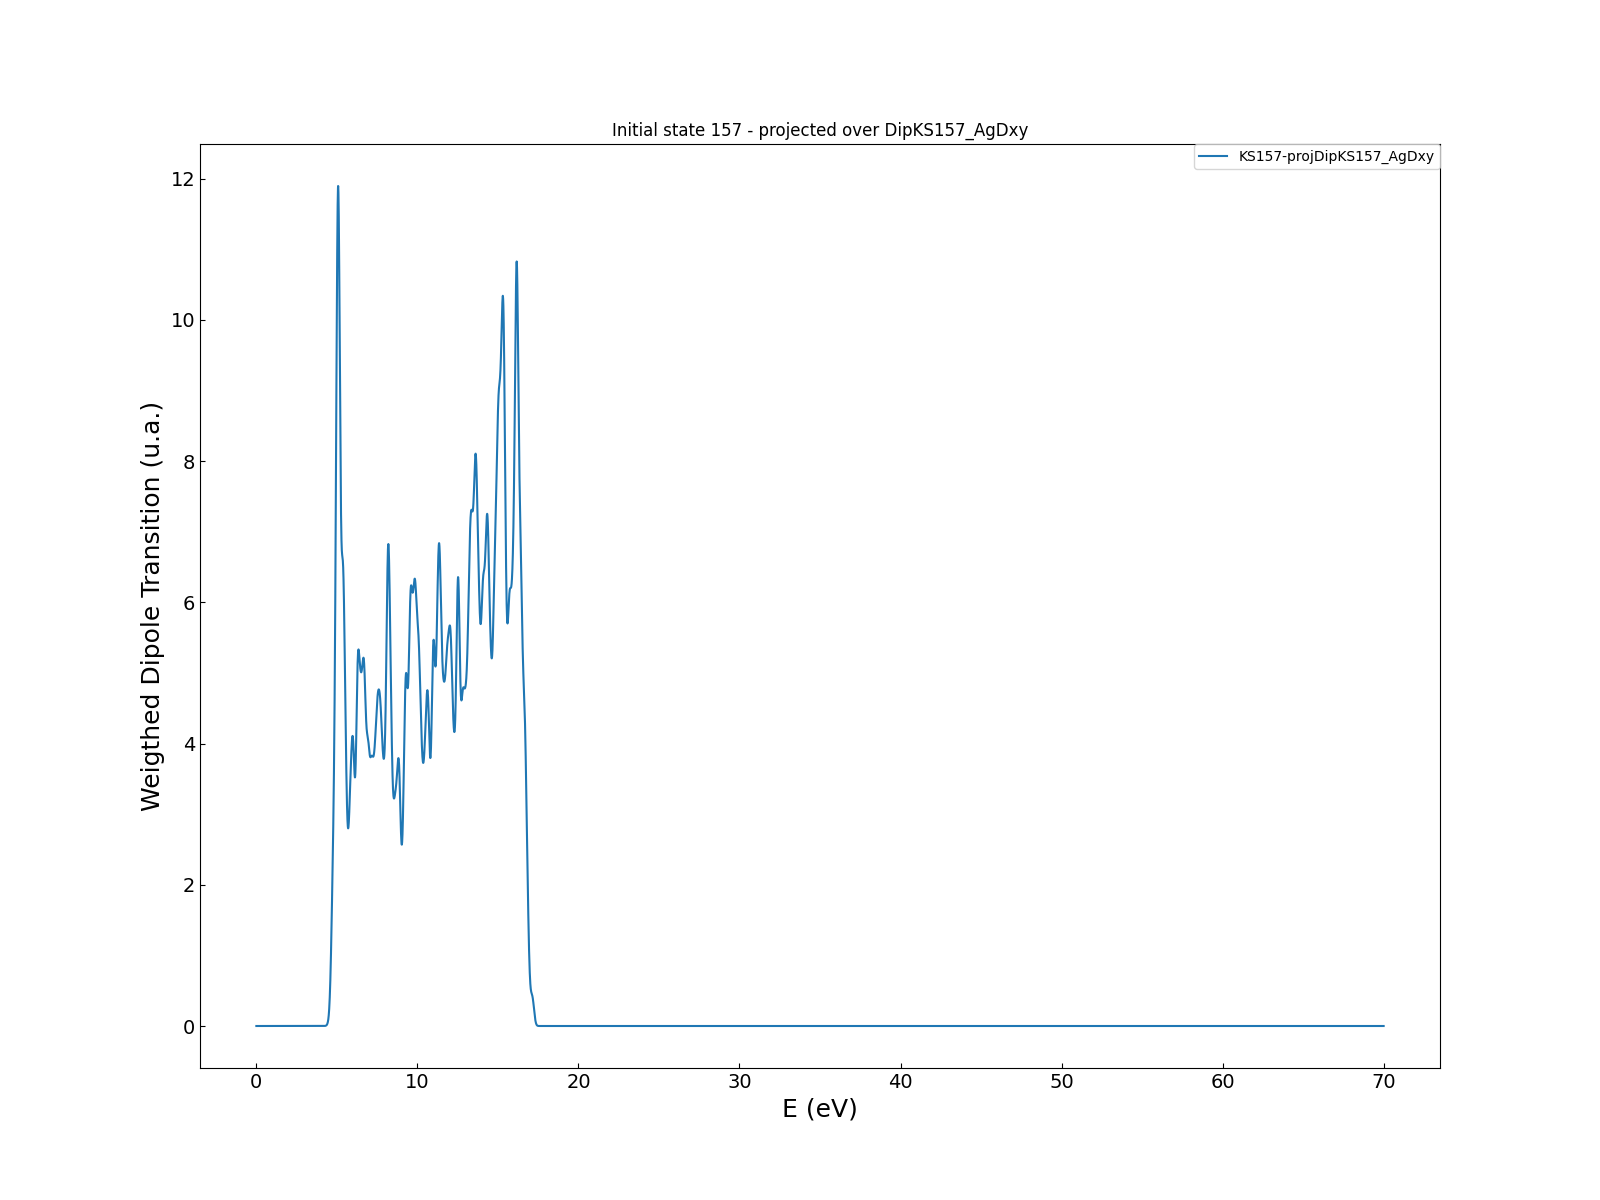 Initial state 157 - projected over DipKS157_AgDxy
KS157-projDipKS157_AgDxy
12
10
8
6
4
2
0
Weigthed Dipole Transition (u.a.)
0 10 20 30 40 50 60 70
E (eV)